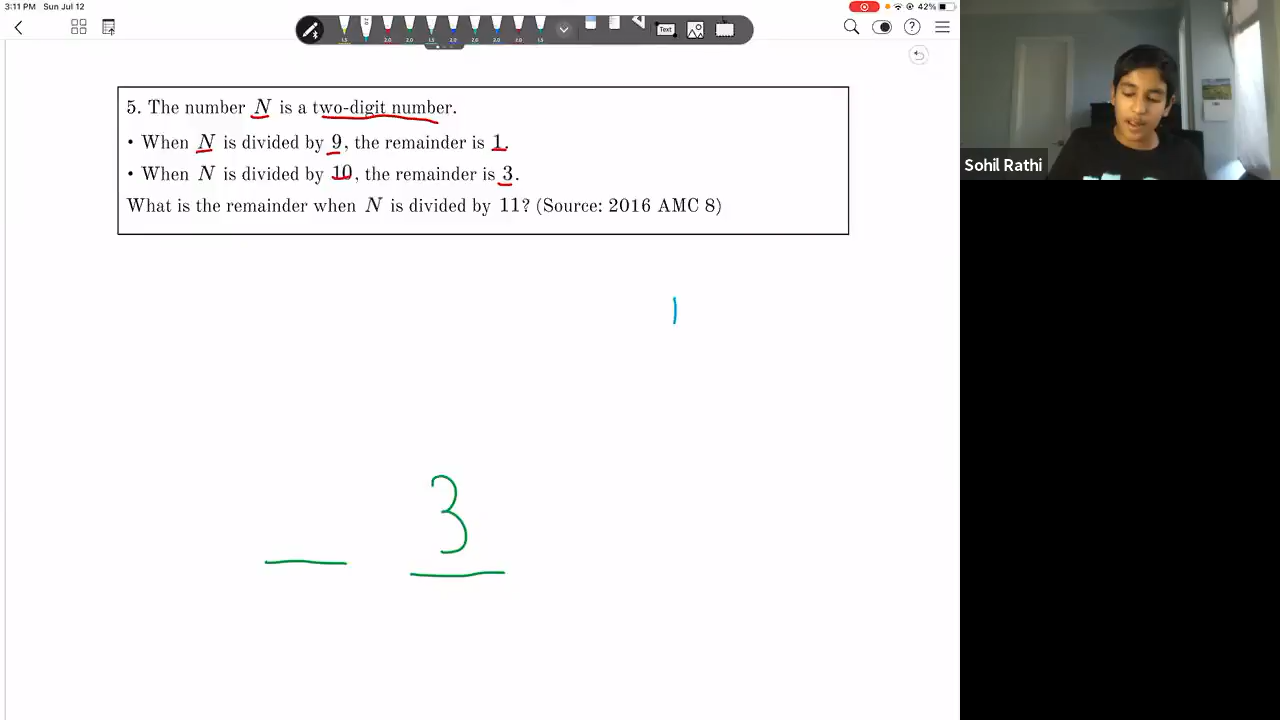 3:11 PM Sun Jul 12
42%
Text
5. The number N is a two-digit number.
• When N is divided by 9, the remainder is 1.
• When N is divided by 10, the remainder is 3.
What is the remainder when N is divided by 11? (Source: 2016 AMC 8)
Sohil Rathi
3